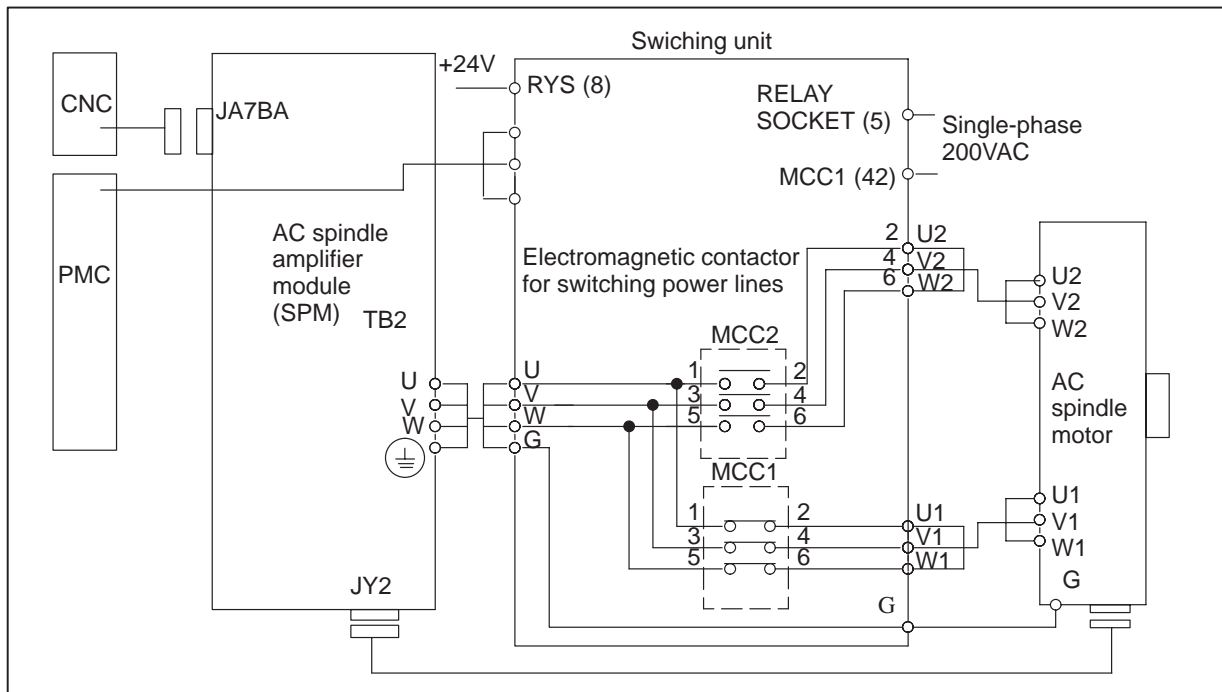 Swiching unit
+24V
CNC
JA7BA
RYS (8)
RELAY
SOCKET (5)
Single-phase
200VAC
MCC1 (42)
PMC
AC spindle
amplifier
module
(SPM)
TB2
Electromagnetic contactor
for switching power lines
2 U2
4 V2
6 W2
U2
V2
W2
MCC2
U
V
W
U
V
W
G
1 2
3 4
5 6
AC
spindle
motor
MCC1
1 2
3 4
5 6
U1
V1
W1
U1
V1
W1
G
G
JY2